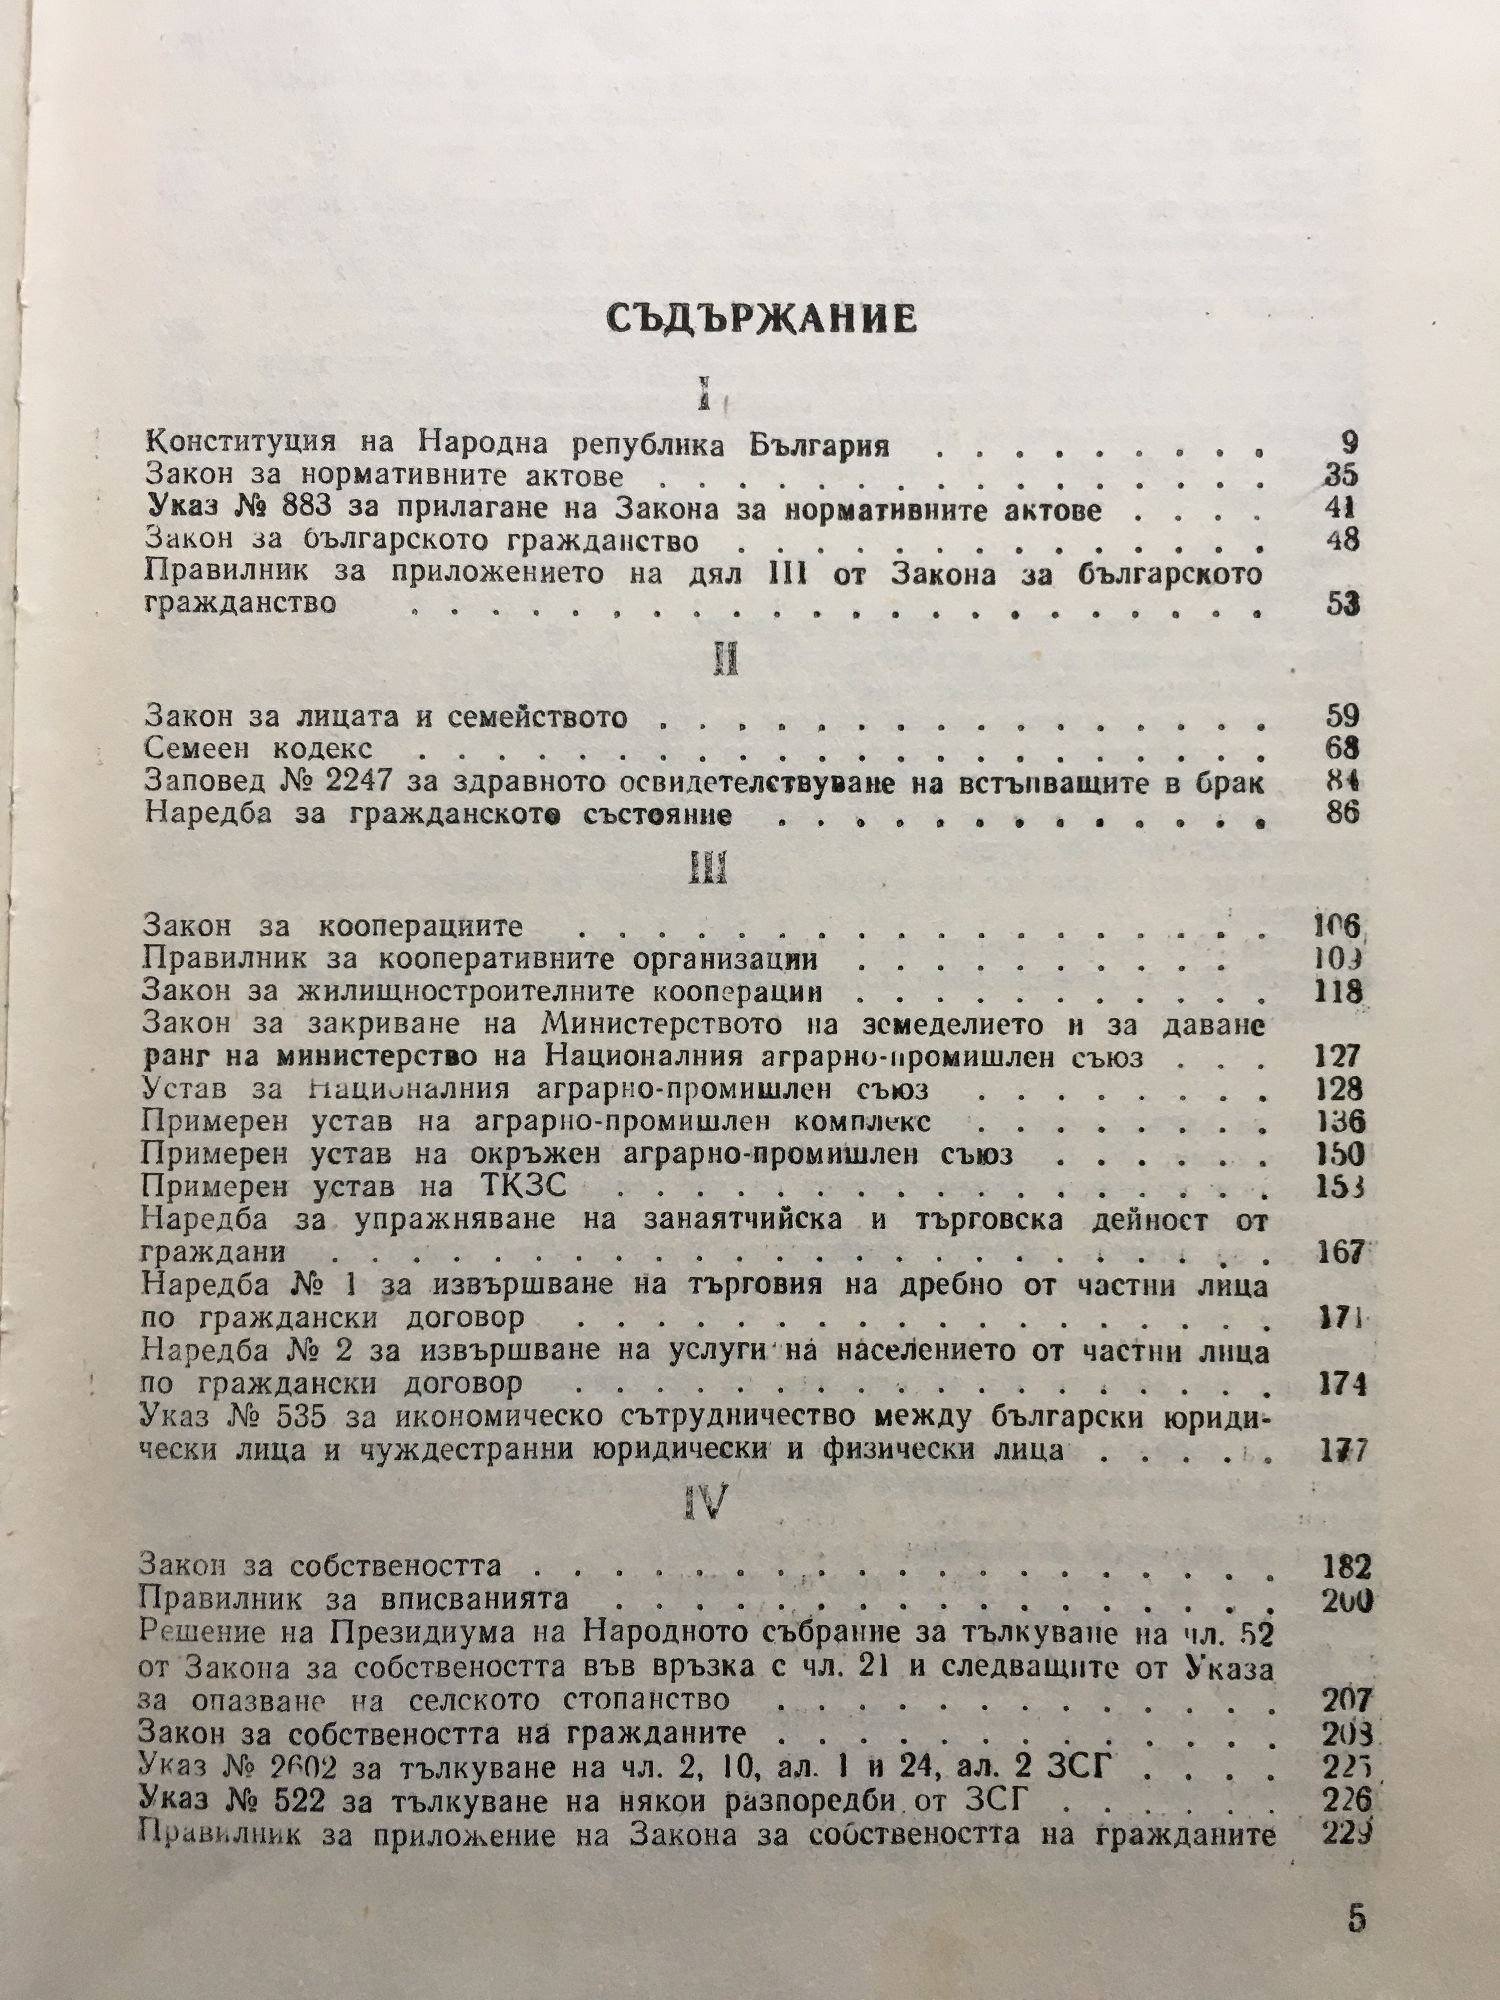 СЪДЪРЖАНИЕ
I
Конституция на Народна република България . . . . . . . . . 9
Закон за нормативните актове . . . . . . . . . . . . . . . . 35
Указ № 883 за прилагане на Закона за нормативните актове . . . . 41
Закон за българското гражданство . . . . . . . . . . . . . . 48
Правилник за приложението на дял III от Закона за българското
гражданство . . . . . . . . . . . . . . . . . . . . . . 53
II
Закон за лицата и семейството . . . . . . . . . . . . . . . . 59
Семеен кодекс . . . . . . . . . . . . . . . . . . . . . . 68
Заповед № 2247 за здравното освидетелствуване на встъпващите в брак 84
Наредба за гражданското състояние . . . . . . . . . . . . . 86
III
Закон за кооперациите . . . . . . . . . . . . . . . . . . 106
Правилник за кооперативните организации . . . . . . . . . . 109
Закон за жилищностроителните кооперации . . . . . . . . . . . 118
Закон за закриване на Министерството на земеделието и за даване
ранг на министерство на Националния аграрно-промишлен съюз . . . 127
Устав за Националния аграрно-промишлен съюз . . . . . . . . 128
Примерен устав на аграрно-промишлен комплекс . . . . . . . . 136
Примерен устав на окръжен аграрно-промишлен съюз . . . . . . 150
Примерен устав на ТКЗС . . . . . . . . . . . . . . . . . 153
Наредба за упражняване на занаятчийска и търговска дейност от
граждани . . . . . . . . . . . . . . . . . . . . . . . . 167
Наредба № 1 за извършване на търговия на дребно от частни лица
по граждански договор . . . . . . . . . . . . . . . . . . 171
Наредба № 2 за извършване на услуги на населението от частни лица
по граждански договор . . . . . . . . . . . . . . . . . . 174
Указ № 535 за икономическо сътрудничество между български юриди-
чески лица и чуждестранни юридически и физически лица . . . . . 177
IV
Закон за собствеността . . . . . . . . . . . . . . . . . . . 182
Правилник за вписванията . . . . . . . . . . . . . . . . . 200
Решение на Президиума на Народното събрание за тълкуване на чл. 52
от Закона за собствеността във връзка с чл. 21 и следващите от Указа
за опазване на селското стопанство . . . . . . . . . . . . . 207
Закон за собствеността на гражданите . . . . . . . . . . . . . 208
Указ № 2602 за тълкуване на чл. 2, 10, ал. 1 и 24, ал. 2 ЗСГ . . . . 225
Указ № 522 за тълкуване на някои разпоредби от ЗСГ . . . . . . 226
Правилник за приложение на Закона за собствеността на гражданите 229
5